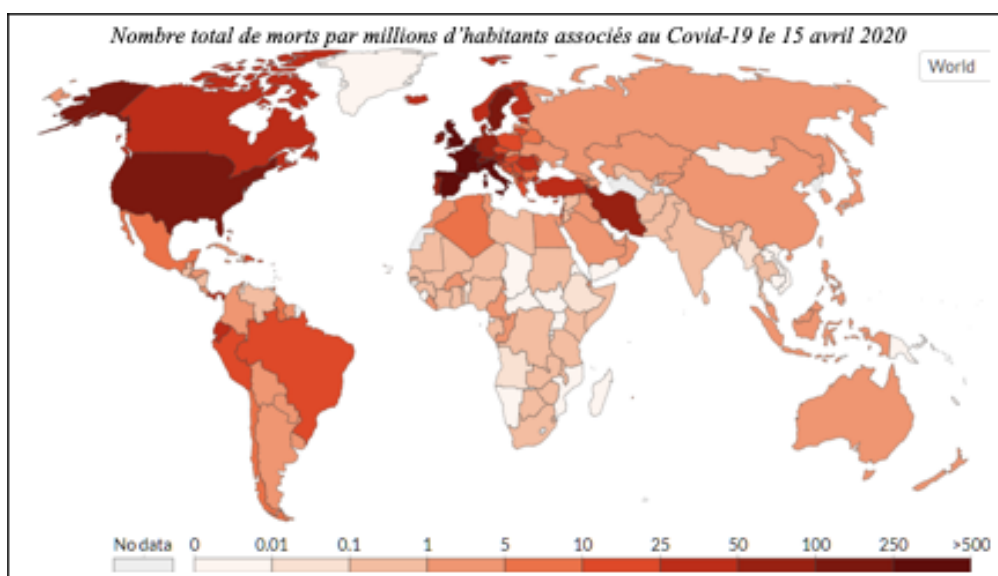 Nombre total de morts par millions d'habitants associés au Covid-19 le 15 avril 2020
World
No data 0 0.01 0.1 1 5 10 25 50 100 250 >500